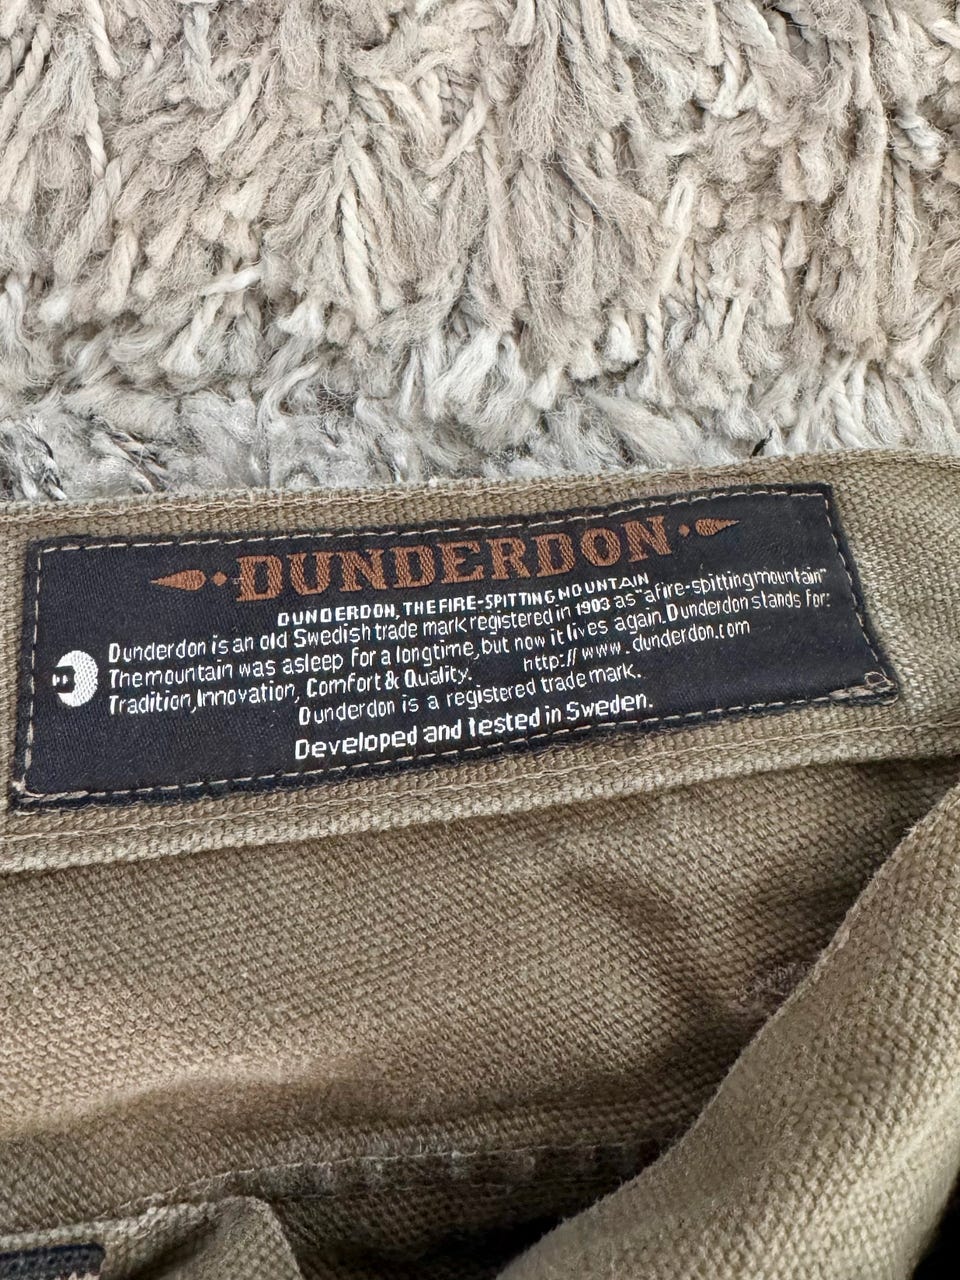 DUNDERDON
DUNDERDON, THE FIRE-SPITTING MOUNTAIN
Dunderdon is an old Swedish trade mark registered in 1903 as "a fire-spitting mountain"
The mountain was asleep for a long time, but now it lives again. Dunderdon stands for:
Tradition, Innovation, Comfort & Quality. http://www.dunderdon.com
Dunderdon is a registered trade mark.
Developed and tested in Sweden.